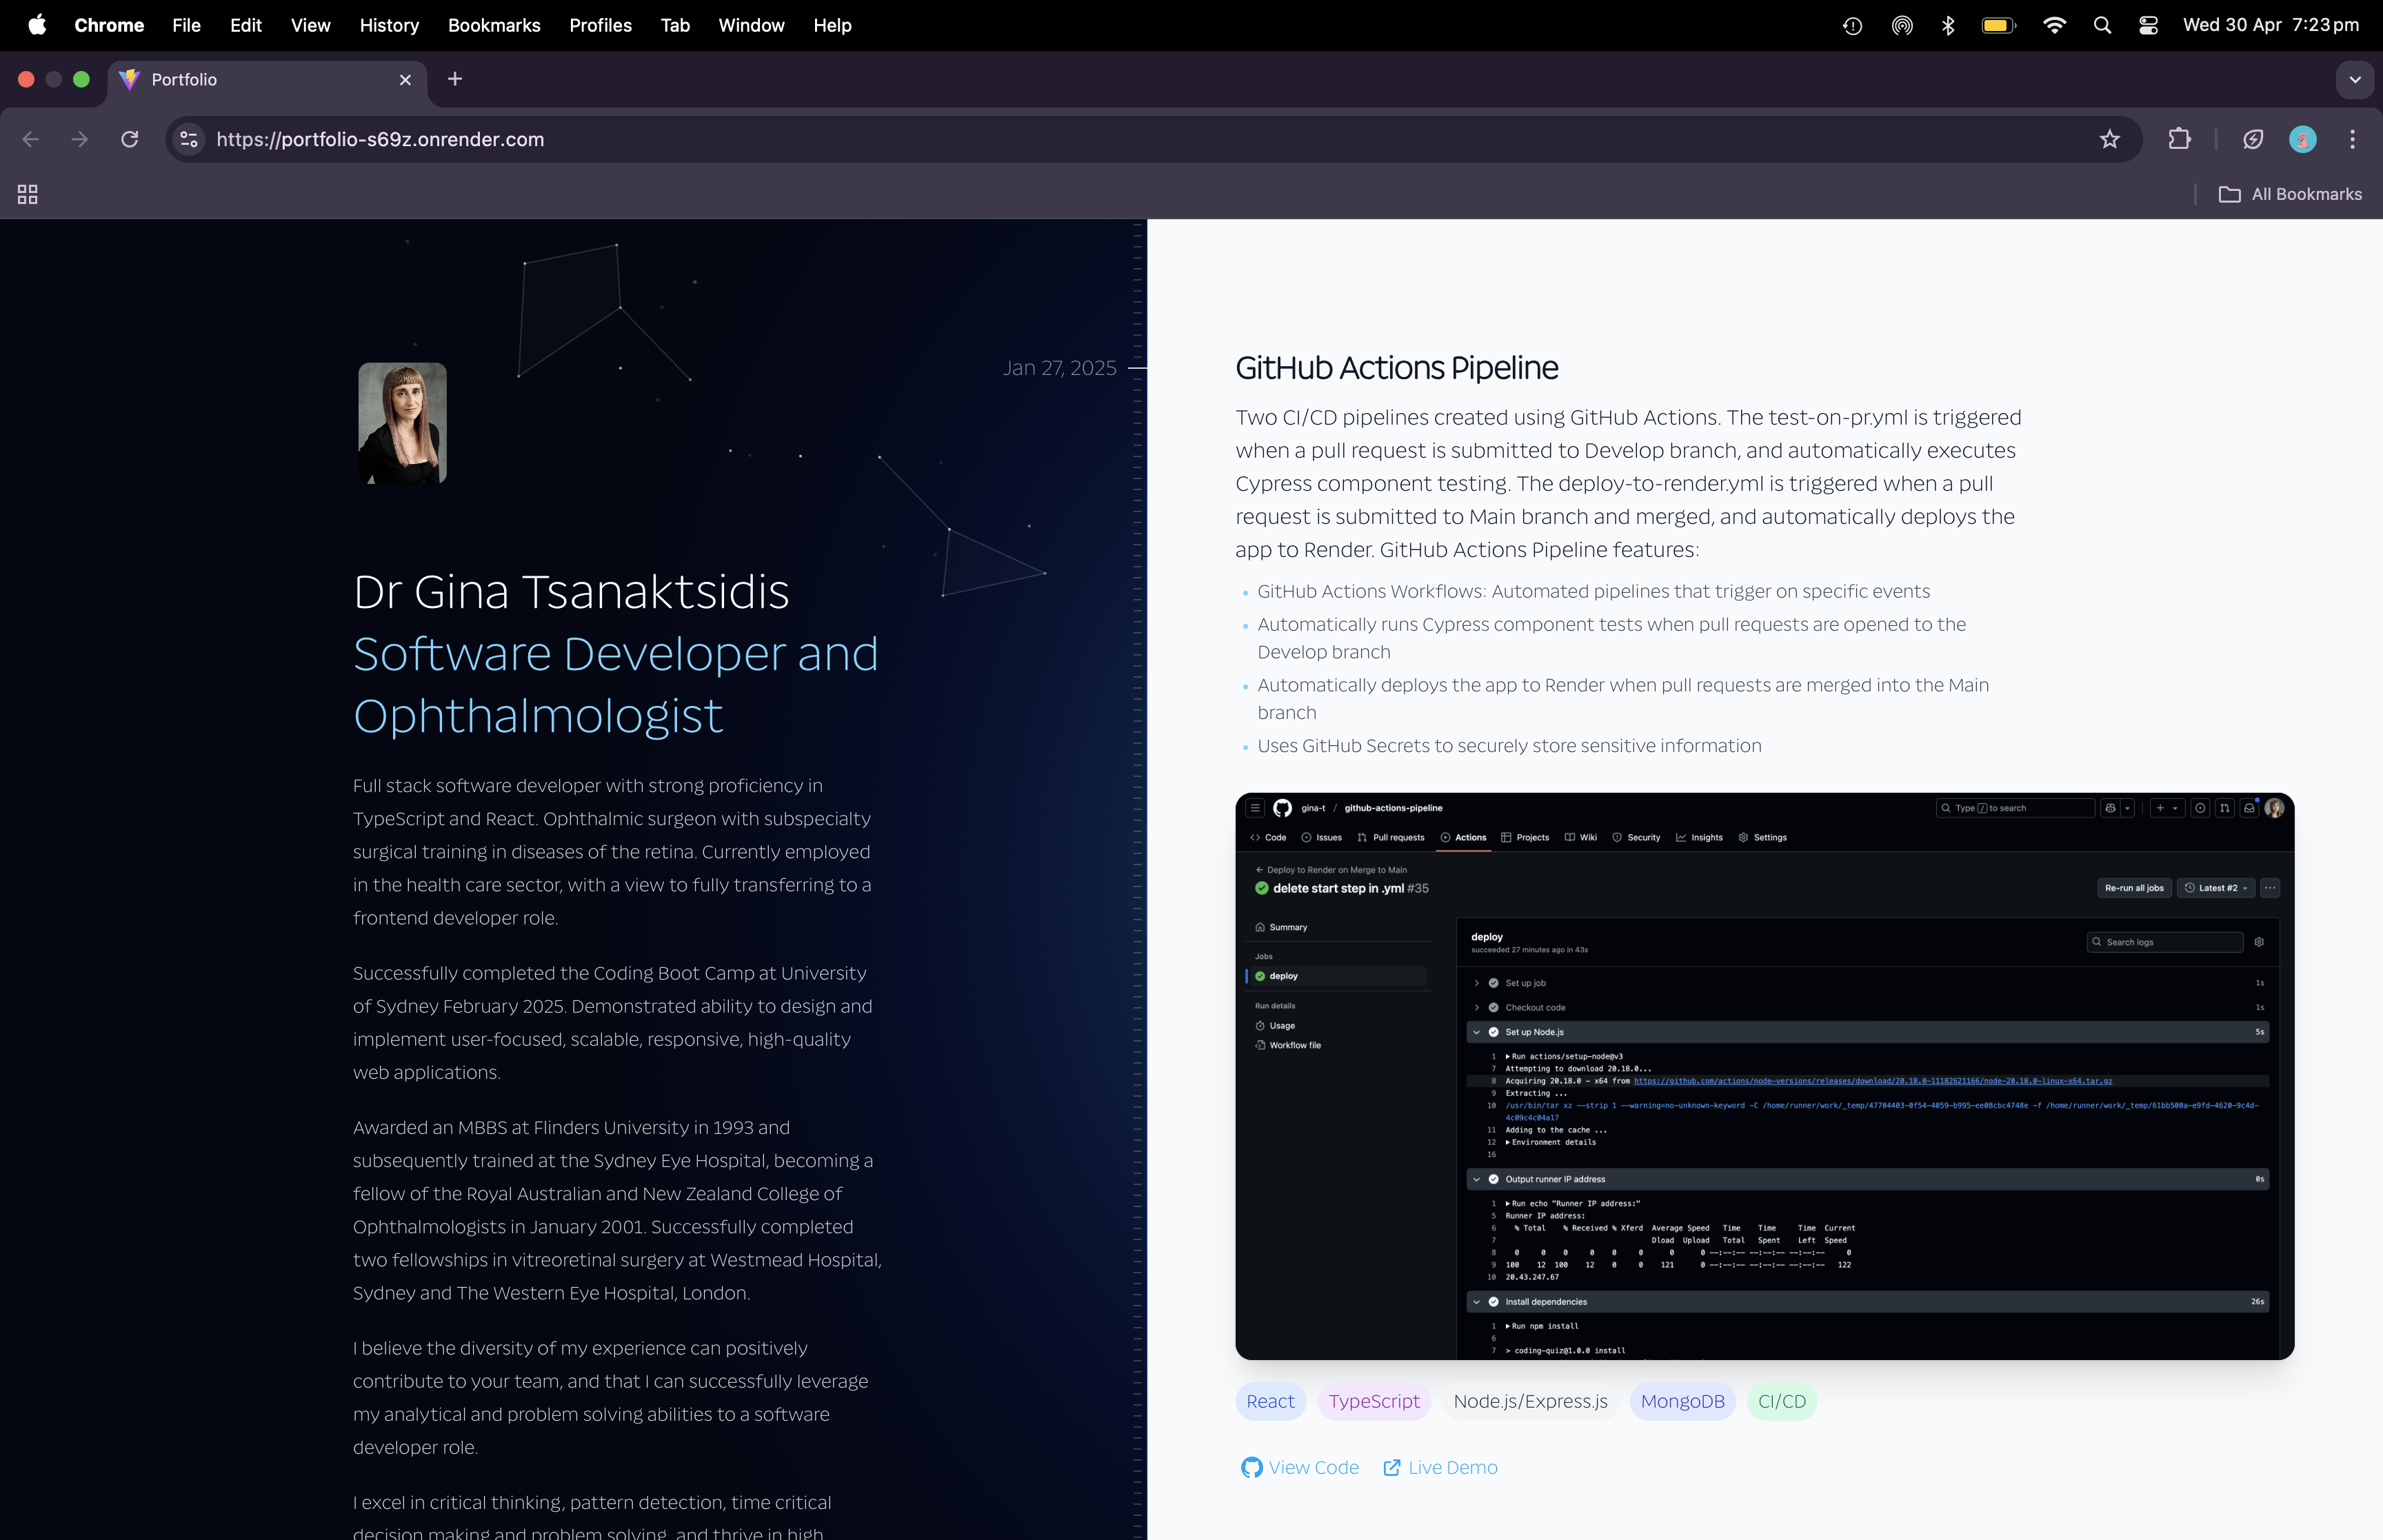 Chrome File Edit View History Bookmarks Profiles Tab Window Help
Wed 30 Apr 7:23 pm
Portfolio
https://portfolio-s69z.onrender.com
All Bookmarks
Dr Gina Tsanaktsidis
Software Developer and
Ophthalmologist
Full stack software developer with strong proficiency in
TypeScript and React. Ophthalmic surgeon with subspecialty
surgical training in diseases of the retina. Currently employed
in the health care sector, with a view to fully transferring to a
frontend developer role.
Successfully completed the Coding Boot Camp at University
of Sydney February 2025. Demonstrated ability to design and
implement user-focused, scalable, responsive, high-quality
web applications.
Awarded an MBBS at Flinders University in 1993 and
subsequently trained at the Sydney Eye Hospital, becoming a
fellow of the Royal Australian and New Zealand College of
Ophthalmologists in January 2001. Successfully completed
two fellowships in vitreoretinal surgery at Westmead Hospital,
Sydney and The Western Eye Hospital, London.
I believe the diversity of my experience can positively
contribute to your team, and that I can successfully leverage
my analytical and problem solving abilities to a software
developer role.
I excel in critical thinking, pattern detection, time critical
decision making and problem solving, and thrive in high
Jan 27, 2025
GitHub Actions Pipeline
Two CI/CD pipelines created using GitHub Actions. The test-on-pr.yml is triggered
when a pull request is submitted to Develop branch, and automatically executes
Cypress component testing. The deploy-to-render.yml is triggered when a pull
request is submitted to Main branch and merged, and automatically deploys the
app to Render. GitHub Actions Pipeline features:
• GitHub Actions Workflows: Automated pipelines that trigger on specific events
• Automatically runs Cypress component tests when pull requests are opened to the
Develop branch
• Automatically deploys the app to Render when pull requests are merged into the Main
branch
• Uses GitHub Secrets to securely store sensitive information
gina-t / github-actions-pipeline
Type / to search
Code Issues Pull requests Actions Projects Wiki Security Insights Settings
Deploy to Render on Merge to Main
delete start step in .yml #35
Re-run all jobs
Latest #2
Summary
Jobs
deploy
Run details
Usage
Workflow file
deploy
succeeded 27 minutes ago in 43s
Search logs
Set up job 1s
Checkout code 1s
Set up Node.js 5s
1 Run actions/setup-node@v3
7 Attempting to download 20.18.0...
8 Acquiring 20.18.0 - x64 from https://github.com/actions/node-versions/releases/download/20.18.0-11182621166/node-20.18.0-linux-x64.tar.gz
9 Extracting ...
10 /usr/bin/tar xz --strip 1 --warning=no-unknown-keyword -C /home/runner/work/_temp/47704403-0f54-4059-b995-ee08cbc4748e -f /home/runner/work/_temp/61bb500a-e9fd-4620-9c4d-
4c09c4c04a17
11 Adding to the cache ...
12 Environment details
16
Output runner IP address 0s
1 Run echo "Runner IP address:"
5 Runner IP address:
6 % Total % Received % Xferd Average Speed Time Time Time Current
7 Dload Upload Total Spent Left Speed
8 0 0 0 0 0 0 0 0 --:--:-- --:--:-- --:--:-- 0
9 100 12 100 12 0 0 121 0 --:--:-- --:--:-- --:--:-- 122
10 20.43.247.67
Install dependencies 26s
1 Run npm install
6
7 > coding-quiz@1.0.0 install
React TypeScript Node.js/Express.js MongoDB CI/CD
View Code Live Demo